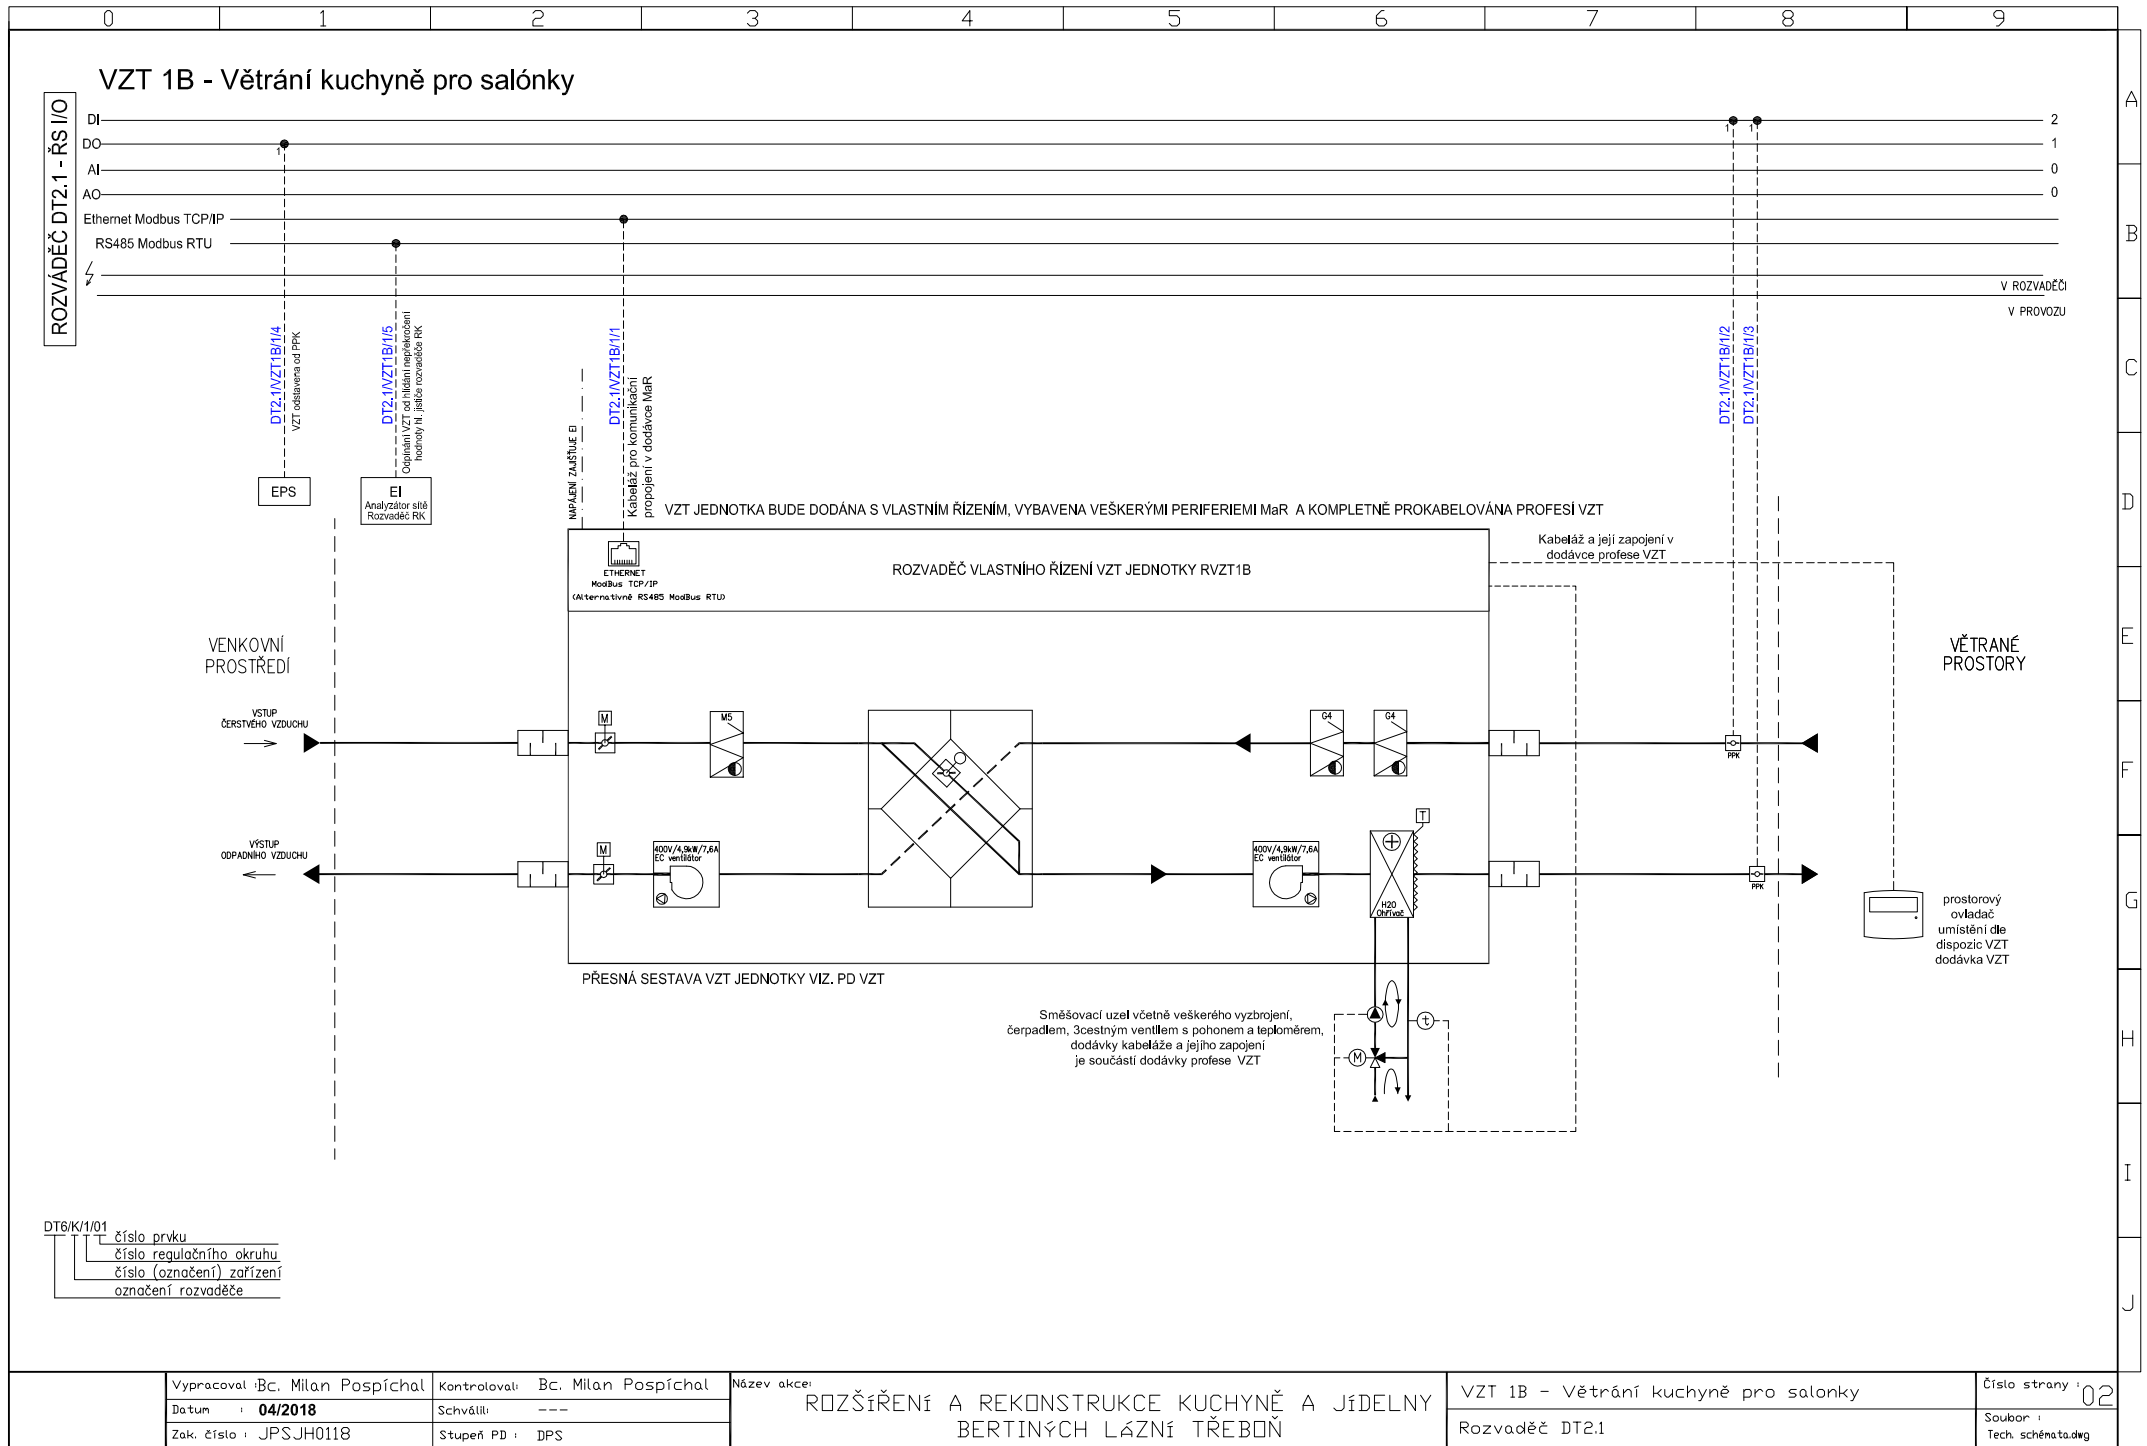 0 1 2 3 4 5 6 7 8 9
A
B
C
D
E
F
G
H
I
J
VZT 1B - Větrání kuchyně pro salónky
ROZVÁDĚČ DT2.1 - ŘS I/O
DI 2
DO 1
AI 0
AO 0
Ethernet Modbus TCP/IP
RS485 Modbus RTU
1
1
1
V ROZVADĚČI
V PROVOZU
DT2.1/VZT1B/1/4
VZT odstavena od PPK
DT2.1/VZT1B/1/5
Odpínání VZT od hlídání nepřekročení
hodnoty hl. jističe rozvaděče RK
NAPÁJENÍ ZAJIŠŤUJE El
DT2.1/VZT1B/1/1
Kabeláž pro komunikační
propojení v dodávce MaR
DT2.1/VZT1B/1/2
DT2.1/VZT1B/1/3
EPS
EI
Analyzátor sítě
Rozvaděč RK
VZT JEDNOTKA BUDE DODÁNA S VLASTNÍM ŘÍZENÍM, VYBAVENA VEŠKERÝMI PERIFERIEMI MaR A KOMPLETNĚ PROKABELOVÁNA PROFESÍ VZT
ETHERNET
ModBus TCP/IP
(Alternativně RS485 ModBus RTU)
ROZVADĚČ VLASTNÍHO ŘÍZENÍ VZT JEDNOTKY RVZT1B
Kabeláž a její zapojení v
dodávce profese VZT
VENKOVNÍ
PROSTŘEDÍ
VĚTRANÉ
PROSTORY
VSTUP
ČERSTVÉHO VZDUCHU
M
M5
G4
G4
PPK
VÝSTUP
ODPADNÍHO VZDUCHU
M
400V/4,9kW/7,6A
EC ventilátor
400V/4,9kW/7,6A
EC ventilátor
T
H2O
Ohřívač
PPK
prostorový
ovladač
umístění dle
dispozic VZT
dodávka VZT
PŘESNÁ SESTAVA VZT JEDNOTKY VIZ. PD VZT
Směšovací uzel včetně veškerého vyzbrojení,
čerpadlem, 3cestným ventilem s pohonem a teploměrem,
dodávky kabeláže a jejího zapojení
je součástí dodávky profese VZT
t
M
DT6/K/1/01
číslo prvku
číslo regulačního okruhu
číslo (označení) zařízení
označení rozvaděče
Vypracoval : Bc. Milan Pospíchal
Datum : 04/2018
Zak. číslo : JPSJH0118
Kontroloval: Bc. Milan Pospíchal
Schválil: ---
Stupeň PD : DPS
Název akce:
ROZŠÍŘENÍ A REKONSTRUKCE KUCHYNĚ A JÍDELNY
BERTINÝCH LÁZNÍ TŘEBOŇ
VZT 1B - Větrání kuchyně pro salonky
Rozvaděč DT2.1
Číslo strany : 02
Soubor :
Tech. schémata.dwg